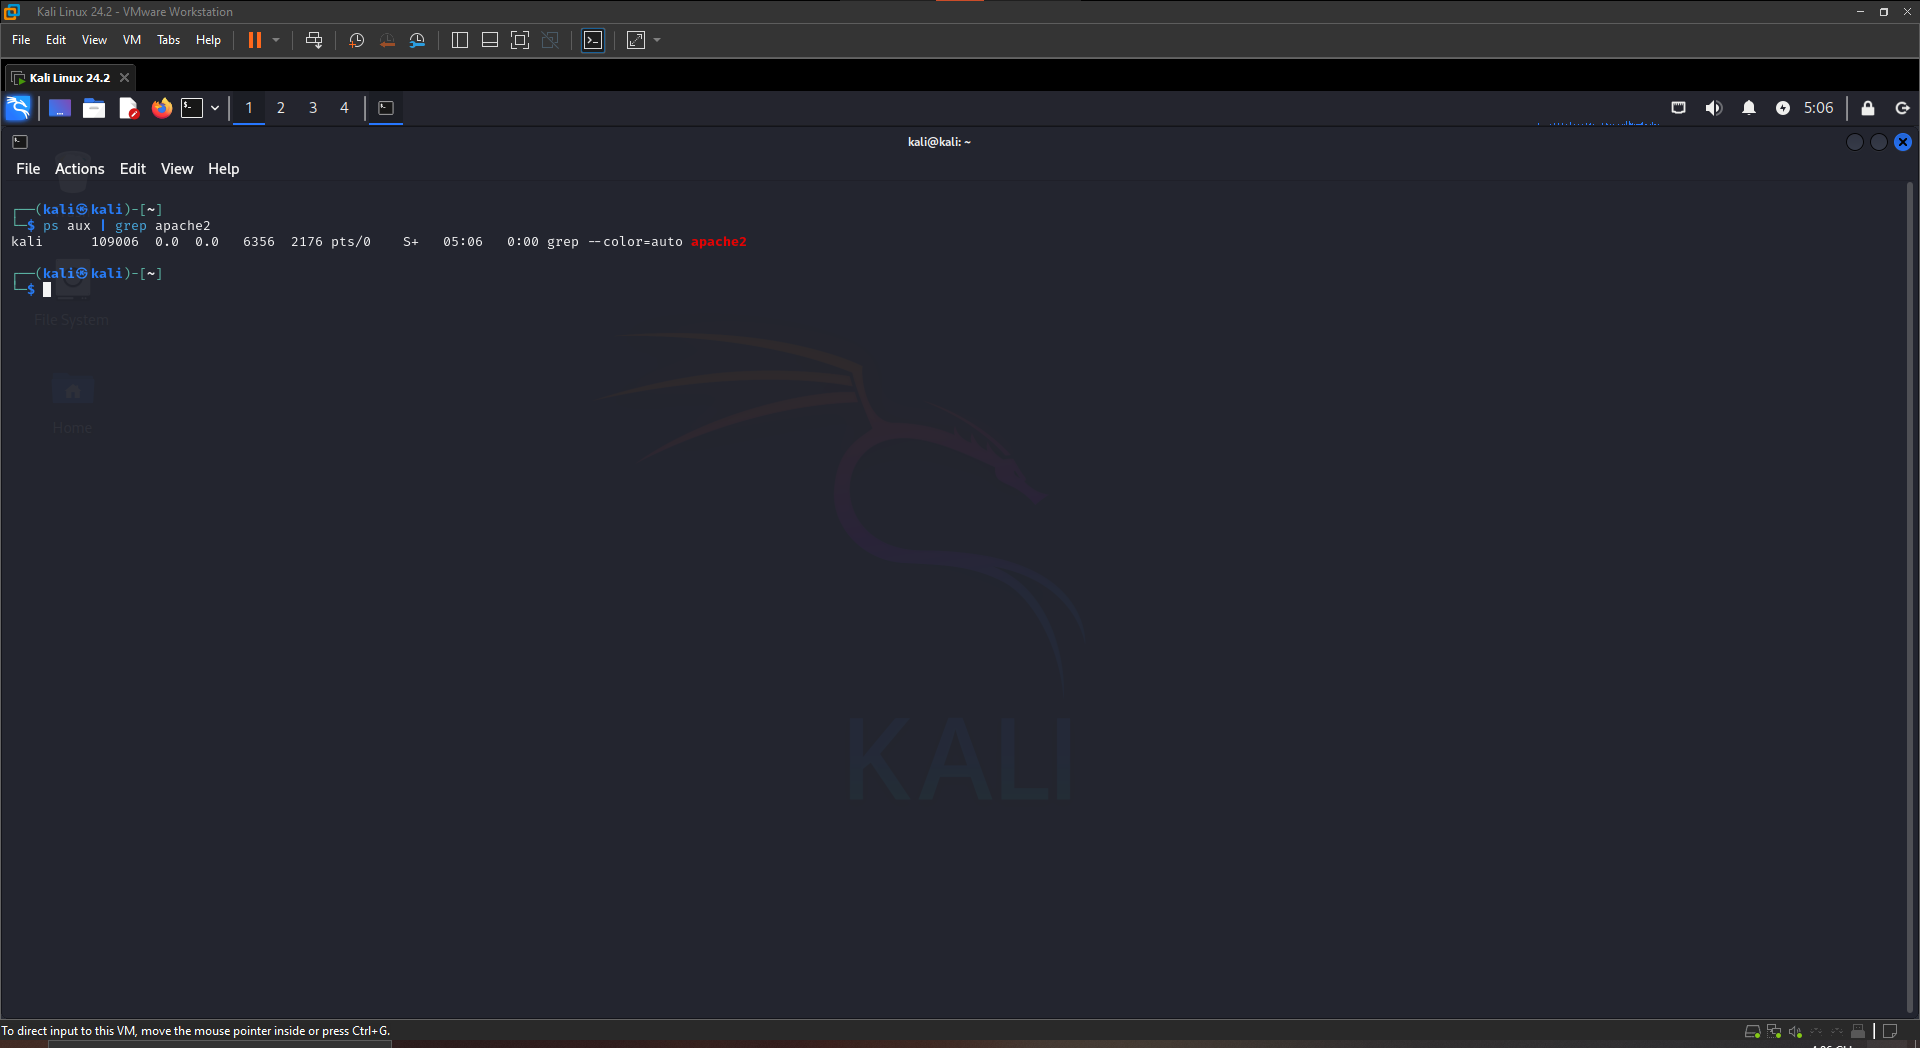 Kali Linux 24.2 - VMware Workstation
File Edit View VM Tabs Help
Kali Linux 24.2
1 2 3 4 5:06
kali@kali: ~
File Actions Edit View Help
┌──(kali㉿kali)-[~]
└─$ ps aux | grep apache2
kali 109006 0.0 0.0 6356 2176 pts/0 S+ 05:06 0:00 grep --color=auto apache2
┌──(kali㉿kali)-[~]
└─$
File System
Home
KALI
To direct input to this VM, move the mouse pointer inside or press Ctrl+G.